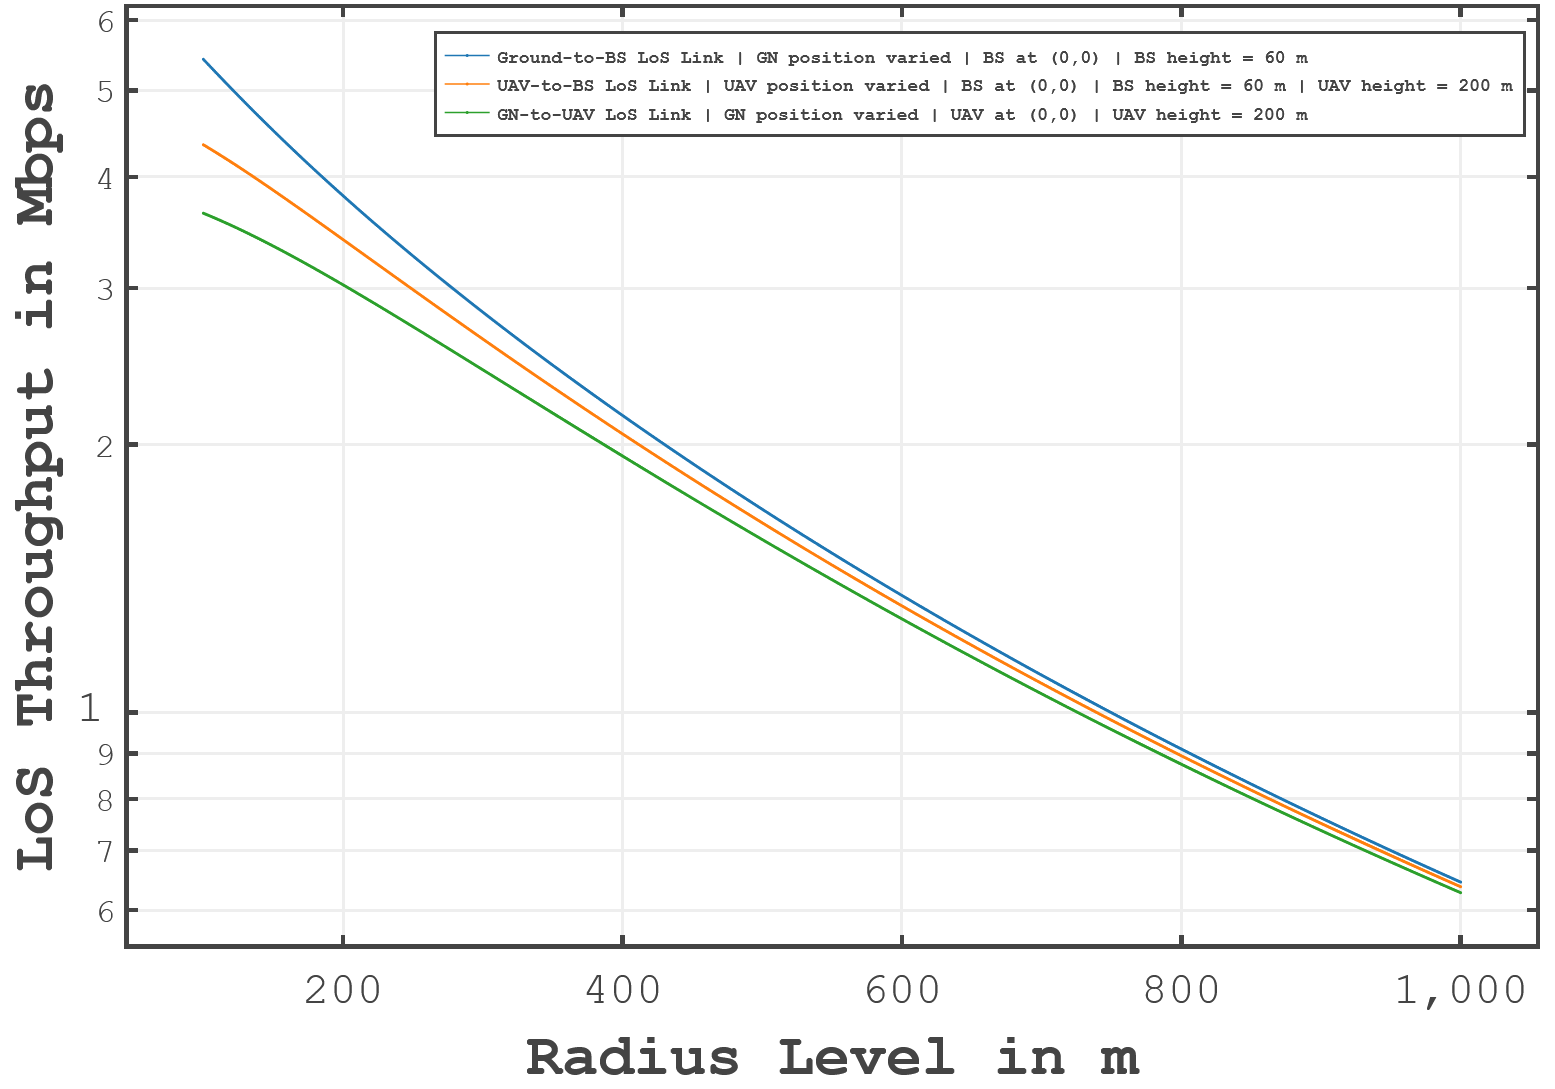 LoS Throughput in Mbps
6
5
4
3
2
1
9
8
7
6
Ground-to-BS LoS Link | GN position varied | BS at (0,0) | BS height = 60 m
UAV-to-BS LoS Link | UAV position varied | BS at (0,0) | BS height = 60 m | UAV height = 200 m
GN-to-UAV LoS Link | GN position varied | UAV at (0,0) | UAV height = 200 m
200 400 600 800 1,000
Radius Level in m